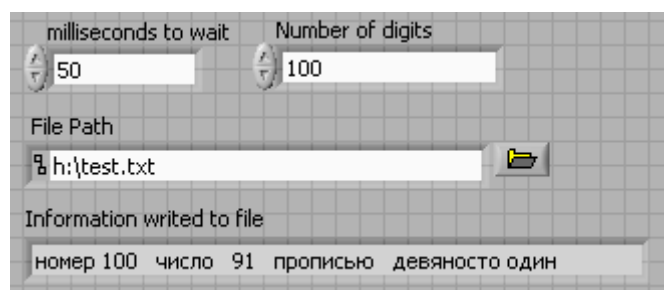 milliseconds to wait Number of digits
50 100
File Path
h:\test.txt
Information writed to file
номер 100 число 91 прописью девяносто один